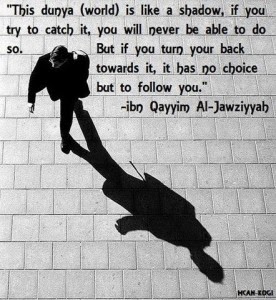 "This dunya (world) is like a shadow, if you
try to catch it, you will never be able to do
so. But if you turn your back
towards it, it has no choice
but to follow you."
-ibn Qayyim Al-Jawziyyah
MCAN-KOGI